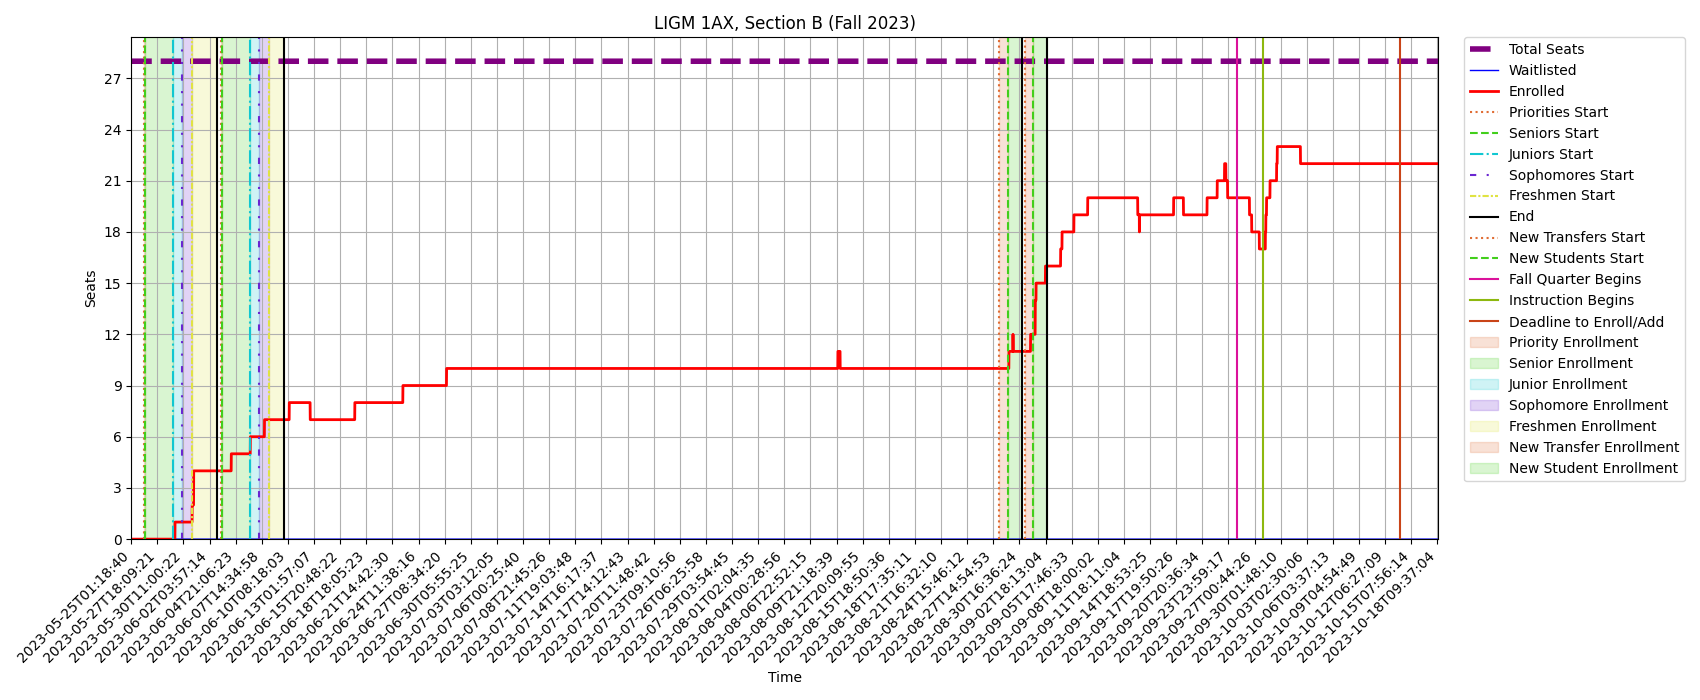 LIGM 1AX, Section B (Fall 2023)
Seats
27
24
21
18
15
12
9
6
3
0
2023-05-25T01:18:40
2023-05-27T18:09:21
2023-05-30T11:00:22
2023-06-02T03:57:14
2023-06-04T21:06:23
2023-06-07T14:34:58
2023-06-10T08:18:03
2023-06-13T01:57:07
2023-06-15T20:48:22
2023-06-18T18:05:23
2023-06-21T14:42:30
2023-06-24T11:38:16
2023-06-27T08:34:20
2023-06-30T05:55:25
2023-07-03T03:12:05
2023-07-06T00:25:40
2023-07-08T21:45:26
2023-07-11T19:03:48
2023-07-14T16:17:37
2023-07-17T14:12:43
2023-07-20T11:48:42
2023-07-23T09:10:56
2023-07-26T06:25:58
2023-07-29T03:54:45
2023-08-01T02:04:35
2023-08-04T00:28:56
2023-08-06T22:52:15
2023-08-09T21:18:39
2023-08-12T20:09:55
2023-08-15T18:50:36
2023-08-18T17:35:11
2023-08-21T16:32:10
2023-08-24T15:46:12
2023-08-27T14:54:53
2023-08-30T16:36:24
2023-09-02T18:13:04
2023-09-05T17:46:33
2023-09-08T18:00:02
2023-09-11T18:11:04
2023-09-14T18:53:25
2023-09-17T19:50:26
2023-09-20T20:36:34
2023-09-23T23:59:17
2023-09-27T00:44:26
2023-09-30T01:48:10
2023-10-03T02:30:06
2023-10-06T03:37:13
2023-10-09T04:54:49
2023-10-12T06:27:09
2023-10-15T07:56:14
2023-10-18T09:37:04
Time
Total Seats
Waitlisted
Enrolled
Priorities Start
Seniors Start
Juniors Start
Sophomores Start
Freshmen Start
End
New Transfers Start
New Students Start
Fall Quarter Begins
Instruction Begins
Deadline to Enroll/Add
Priority Enrollment
Senior Enrollment
Junior Enrollment
Sophomore Enrollment
Freshmen Enrollment
New Transfer Enrollment
New Student Enrollment